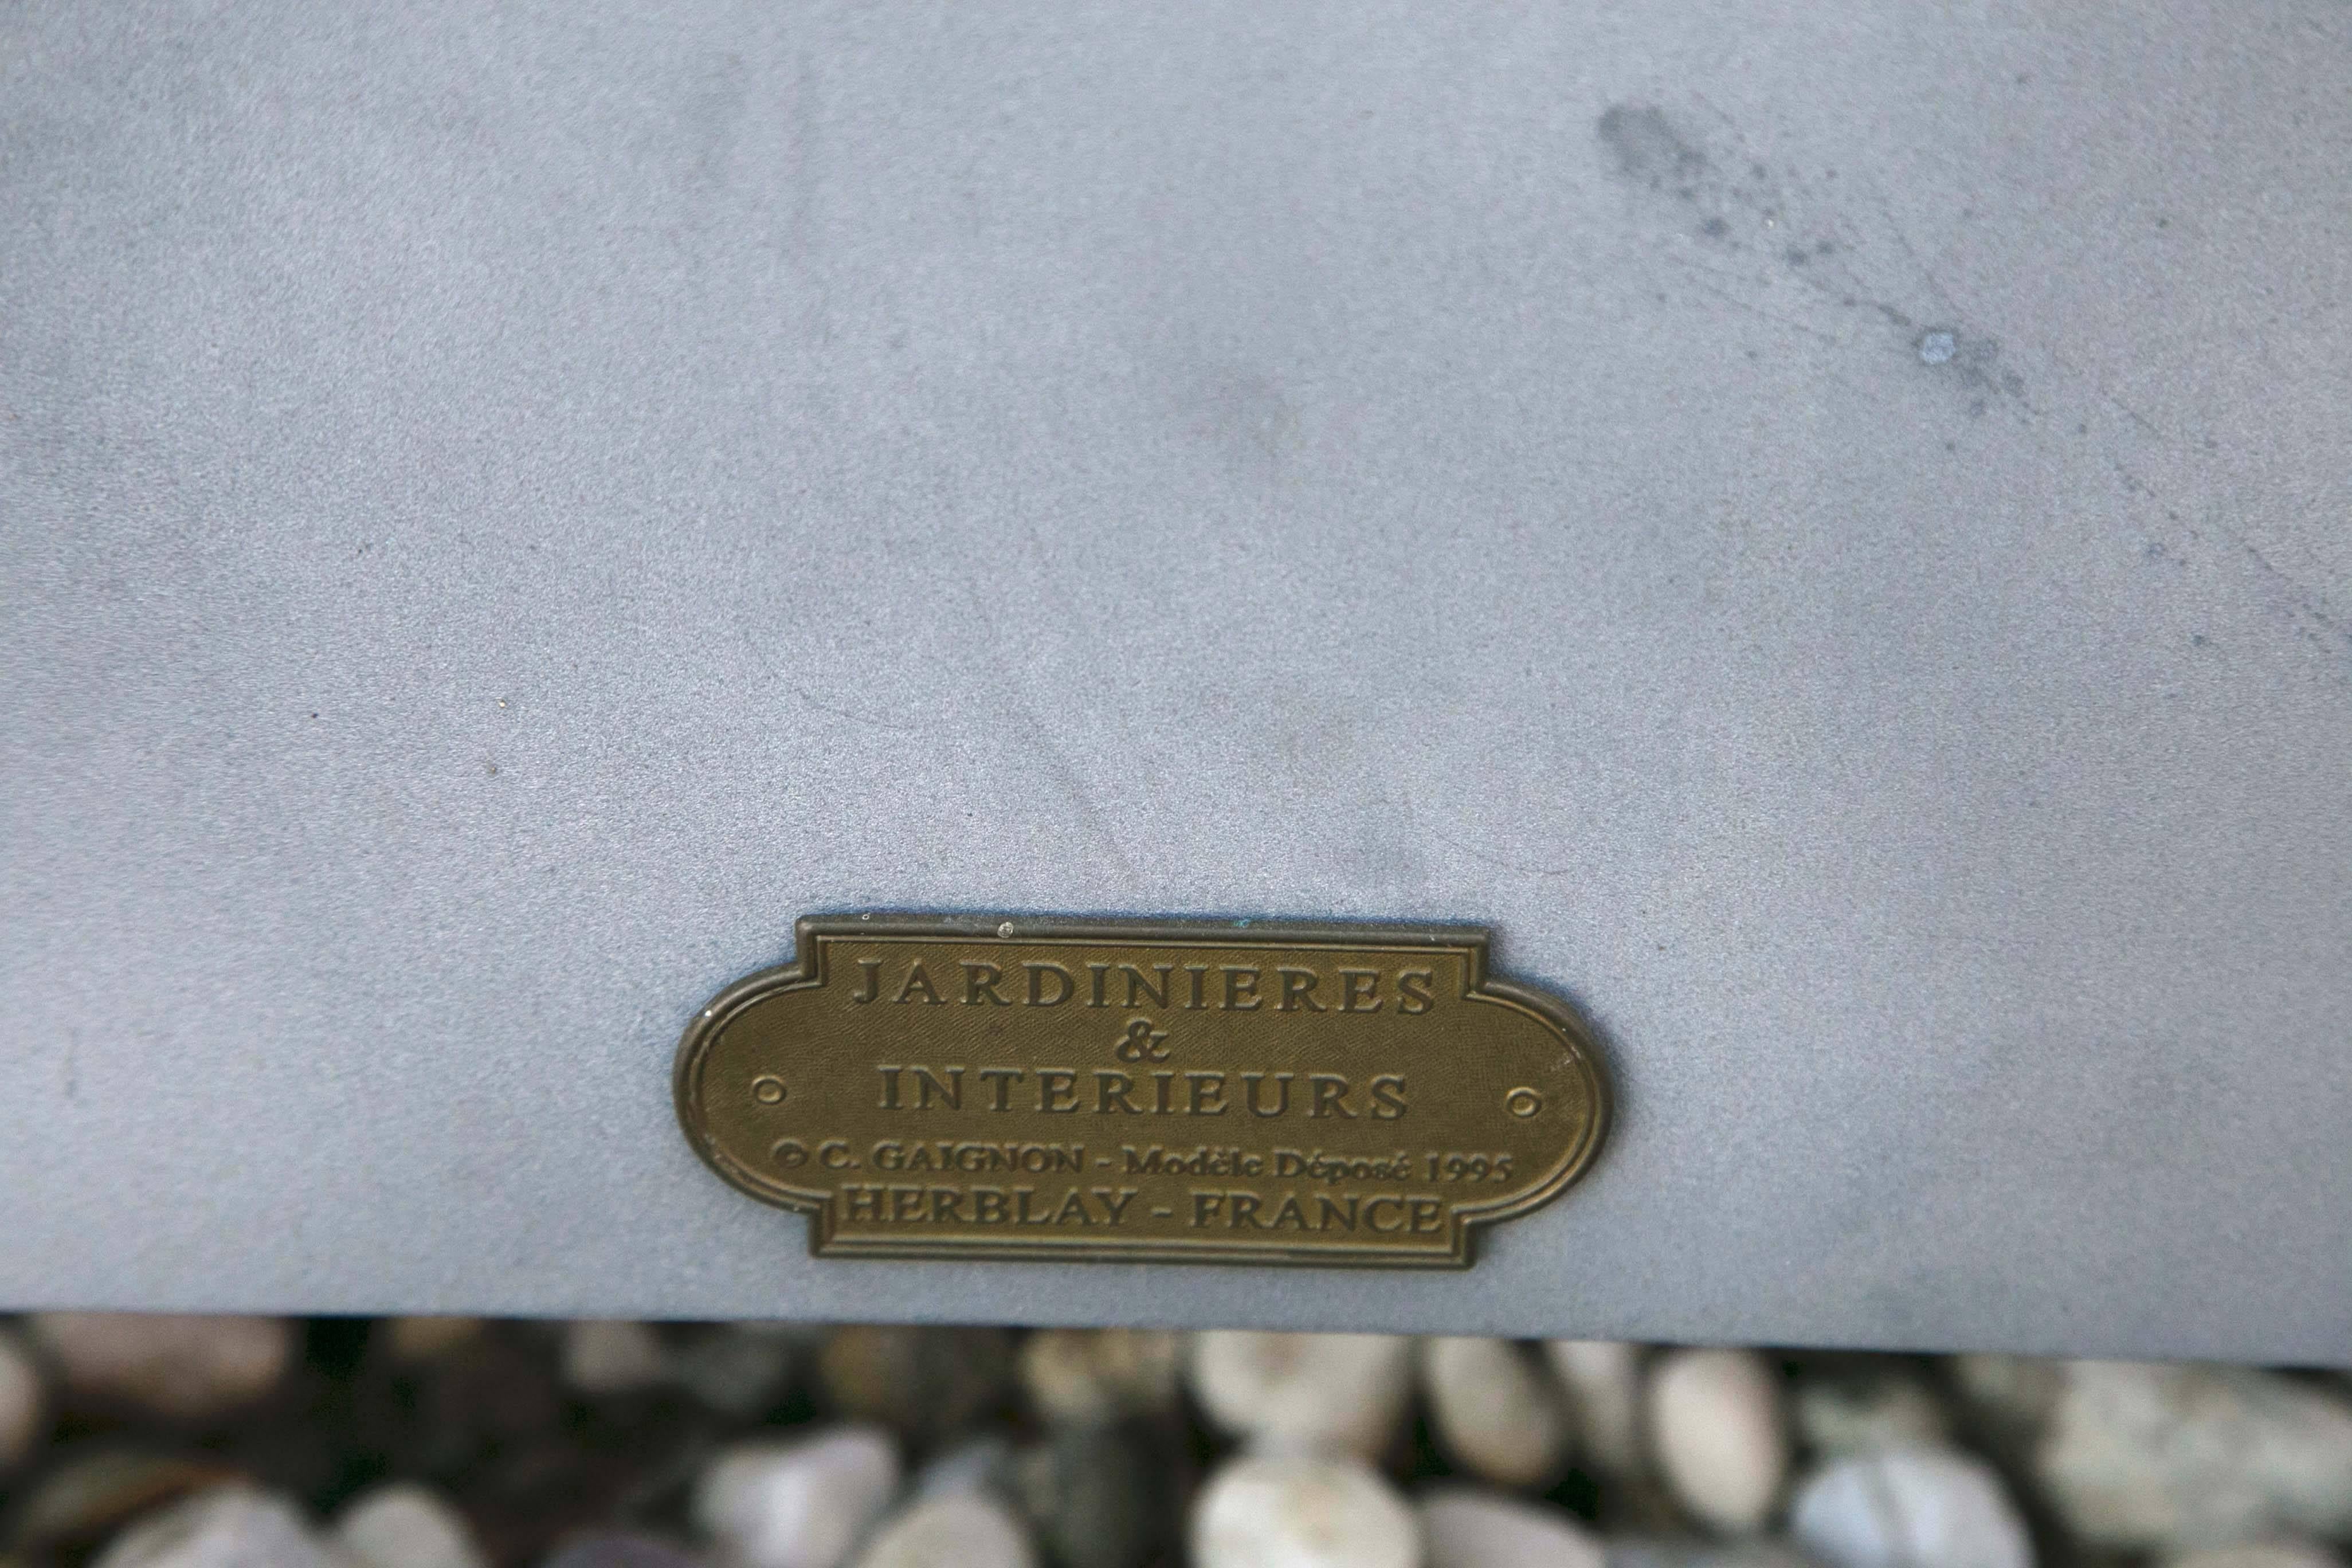 JARDINIERES
&
INTERIEURS
© C. GAIGNON - Modèle Déposé 1995
HERBLAY - FRANCE